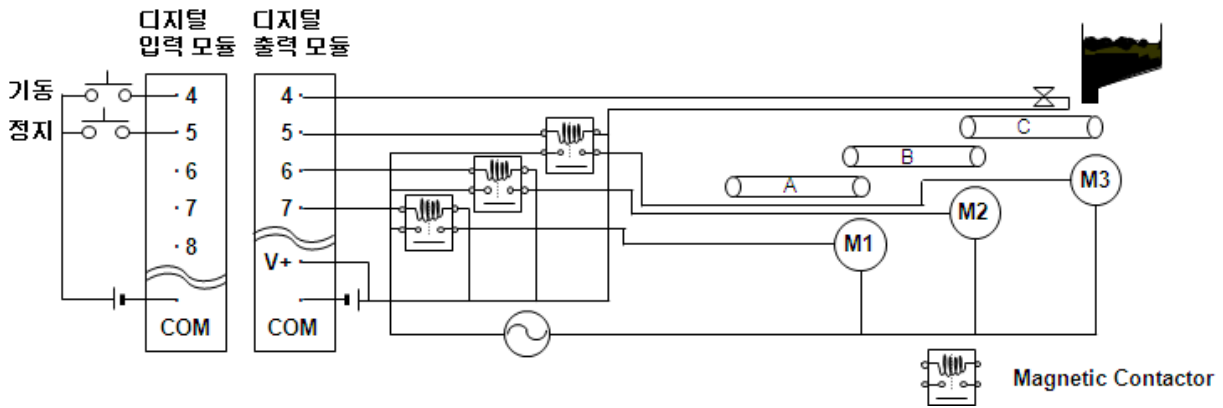 디지털
입력 모듈
디지털
출력 모듈
기동
정지
· 4
· 5
· 6
· 7
· 8
COM
4 ·
5 ·
6 ·
7 ·
V+ ·
COM
A
B
C
M1
M2
M3
Magnetic Contactor